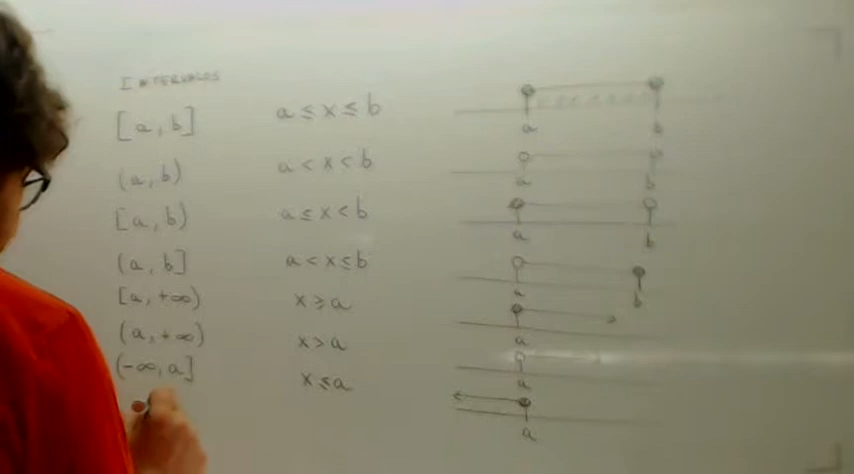 INTERVALOS
[a, b] a ≤ x ≤ b a b
(a, b) a < x < b a b
[a, b) a ≤ x < b a b
(a, b] a < x ≤ b a b
[a, +∞) x ≥ a a
(a, +∞) x > a a
(-∞, a] x ≤ a a